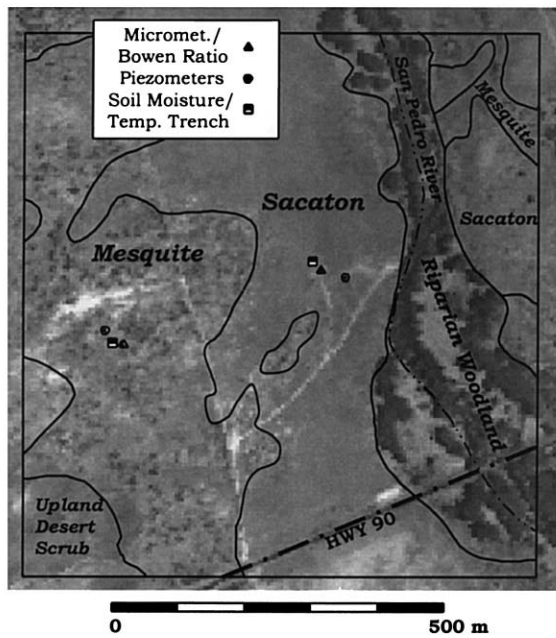 Micromet./
Bowen Ratio
Piezometers
Soil Moisture/
Temp. Trench
San Pedro River
Mesquite
Sacaton
Sacaton
Mesquite
Riparian Woodland
Upland
Desert
Scrub
HWY 90
0
500 m